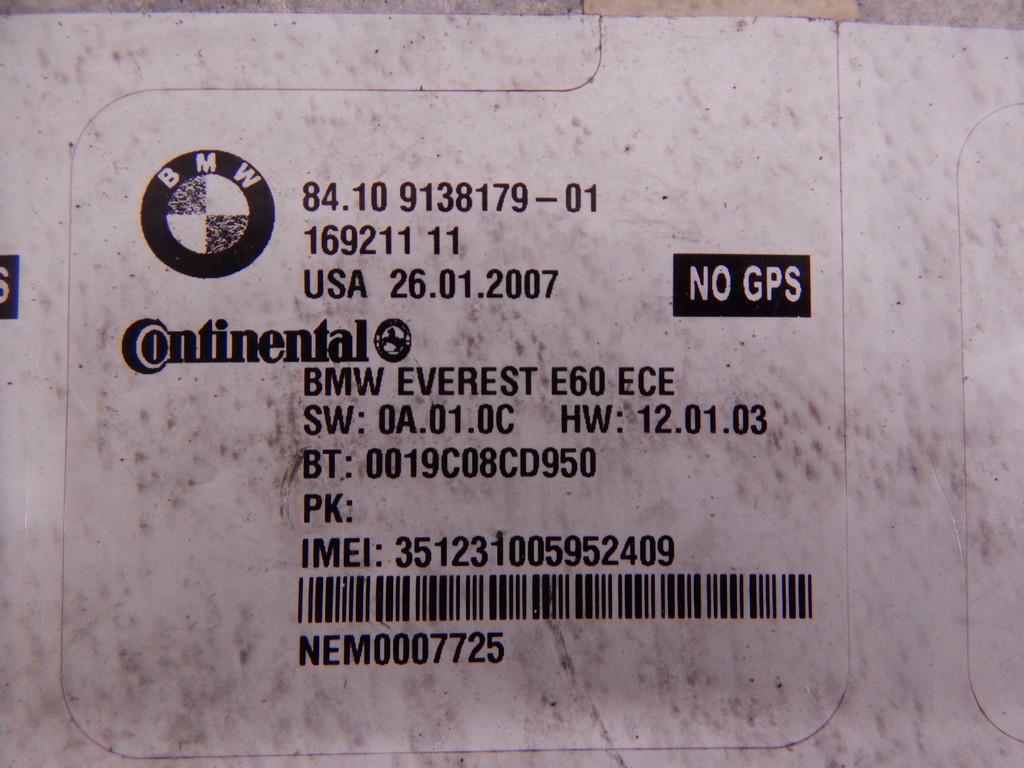 BMW
84.10 9138179-01
169211 11
USA 26.01.2007
NO GPS
S
Continental
BMW EVEREST E60 ECE
SW: 0A.01.0C HW: 12.01.03
BT: 0019C08CD950
PK:
IMEI: 351231005952409
NEM0007725